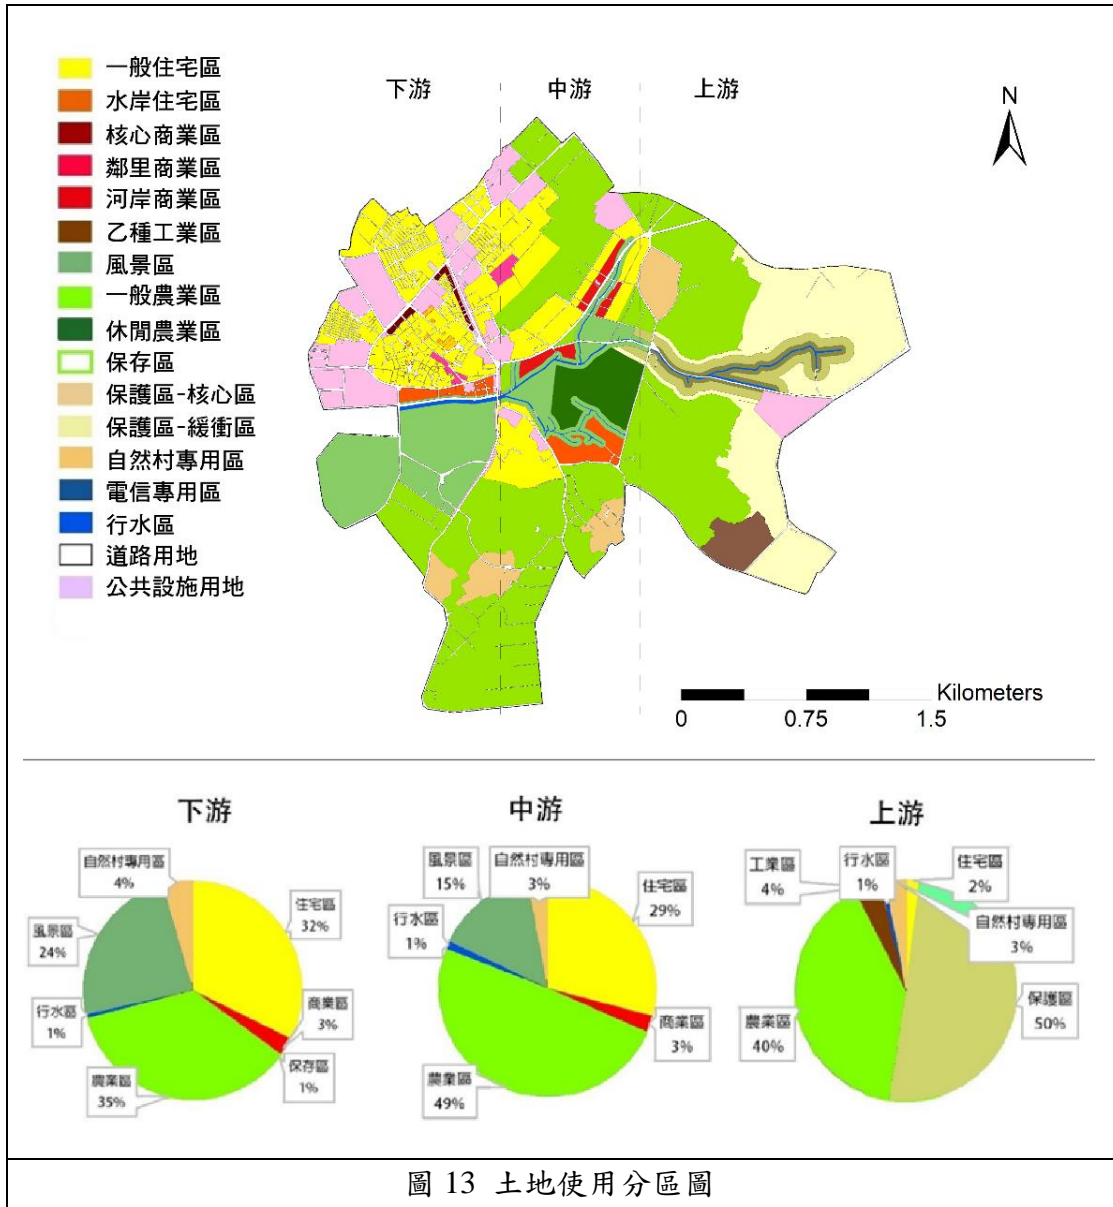 一般住宅區
水岸住宅區
核心商業區
鄰里商業區
河岸商業區
乙種工業區
風景區
一般農業區
休閒農業區
保存區
保護區-核心區
保護區-緩衝區
自然村專用區
電信專用區
行水區
道路用地
公共設施用地
下游
中游
上游
N
Kilometers
0
0.75
1.5
下游
自然村專用區
4%
住宅區
32%
風景區
24%
行水區
1%
商業區
3%
保存區
1%
農業區
35%
中游
風景區
15%
自然村專用區
3%
住宅區
29%
行水區
1%
商業區
3%
農業區
49%
上游
工業區
4%
行水區
1%
住宅區
2%
自然村專用區
3%
保護區
50%
農業區
40%
圖 13 土地使用分區圖